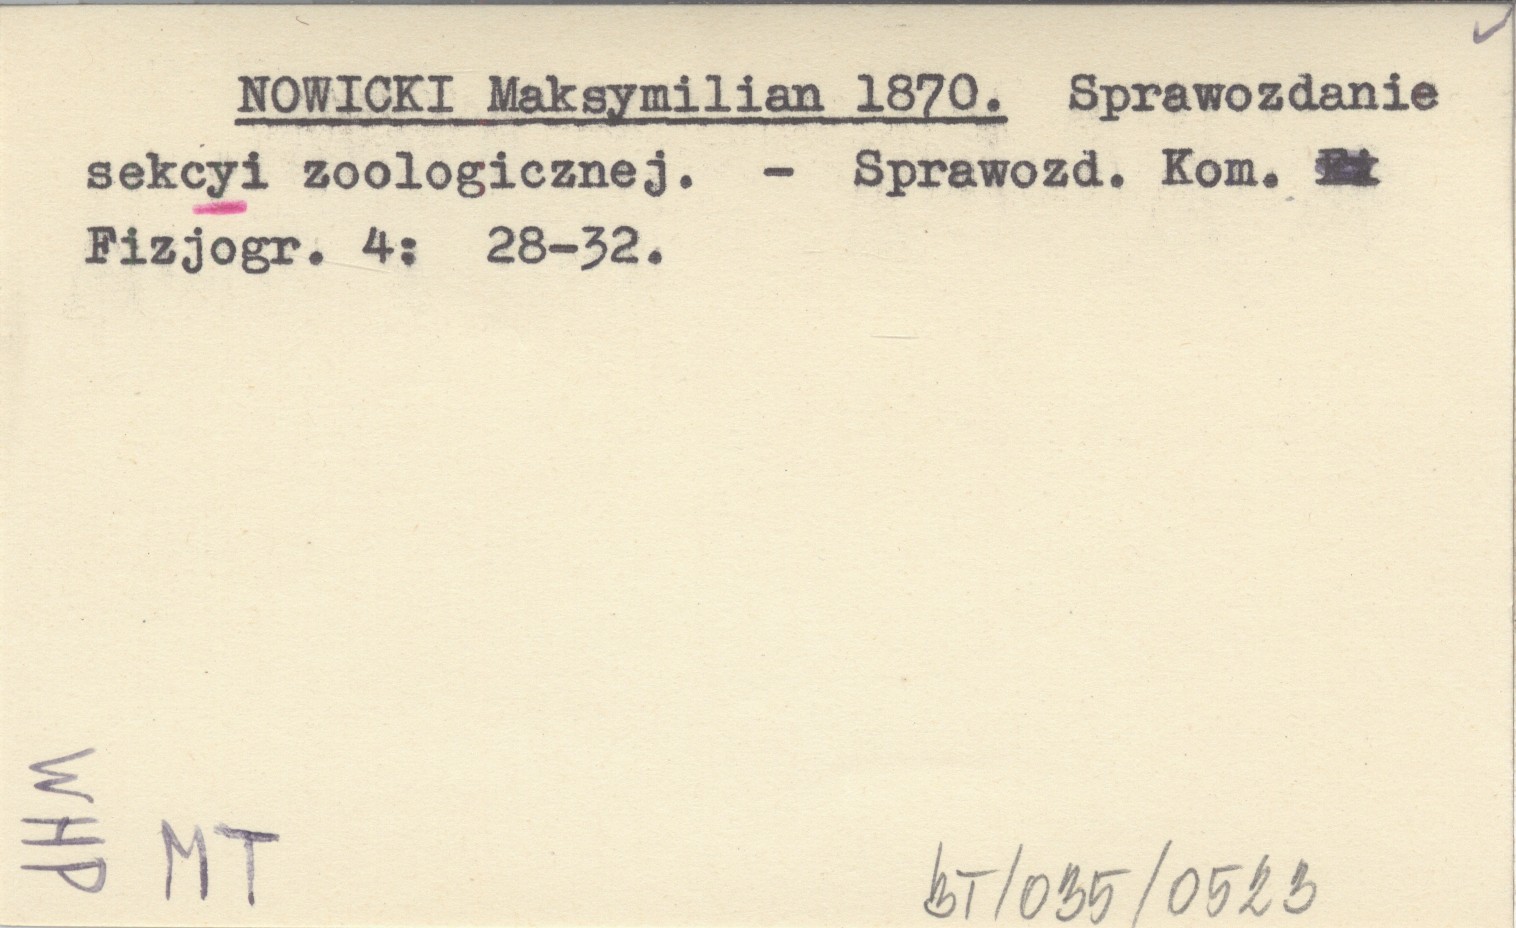 NOWICKI Maksymilian 1870. Sprawozdanie
sekcyi zoologicznej. - Sprawozd. Kom.
Fizjogr. 4: 28-32.
WHP
MT
BT/035/0523